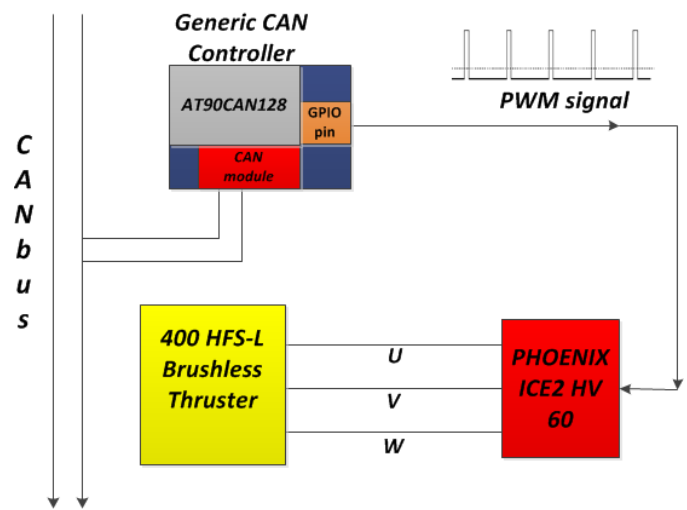 Generic CAN
Controller
AT90CAN128
GPIO
pin
CAN
module
PWM signal
C
A
N
b
u
s
400 HFS-L
Brushless
Thruster
U
V
W
PHOENIX
ICE2 HV
60